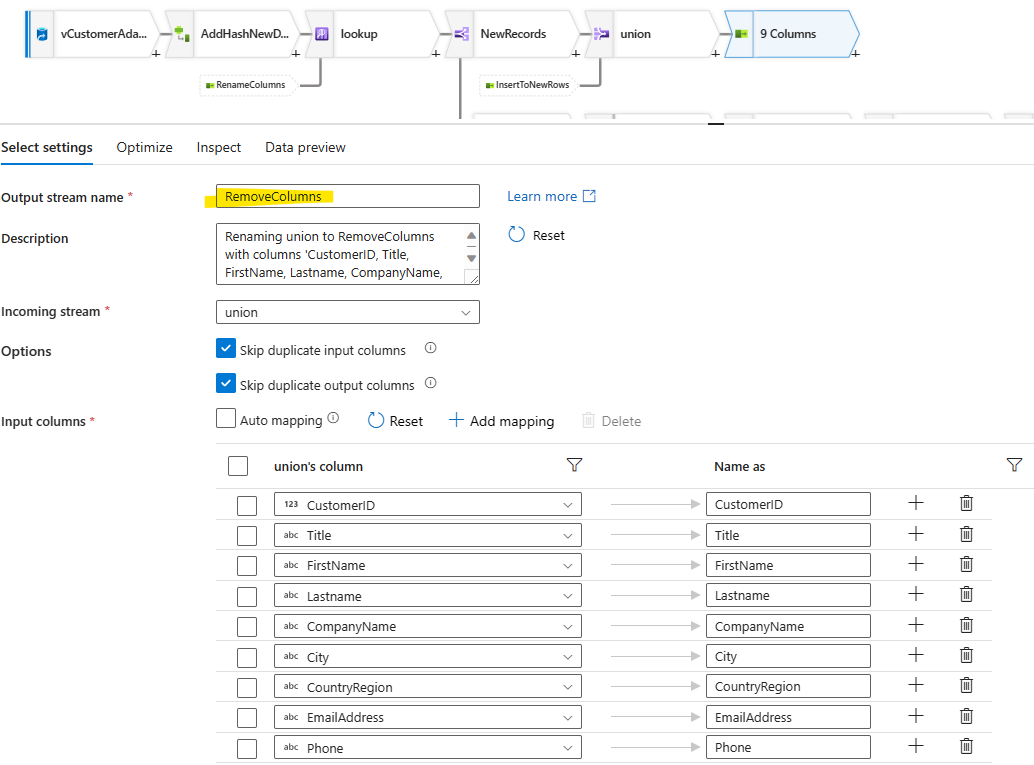 vCustomerAda...
AddHashNewD...
lookup
NewRecords
union
9 Columns
RenameColumns
InsertToNewRows
Select settings Optimize Inspect Data preview
Output stream name * RemoveColumns Learn more
Description Renaming union to RemoveColumns Reset
with columns 'CustomerID, Title,
FirstName, Lastname, CompanyName,
Incoming stream * union
Options Skip duplicate input columns
Skip duplicate output columns
Input columns * Auto mapping Reset + Add mapping Delete
union's column Name as
123 CustomerID CustomerID
abc Title Title
abc FirstName FirstName
abc Lastname Lastname
abc CompanyName CompanyName
abc City City
abc CountryRegion CountryRegion
abc EmailAddress EmailAddress
abc Phone Phone